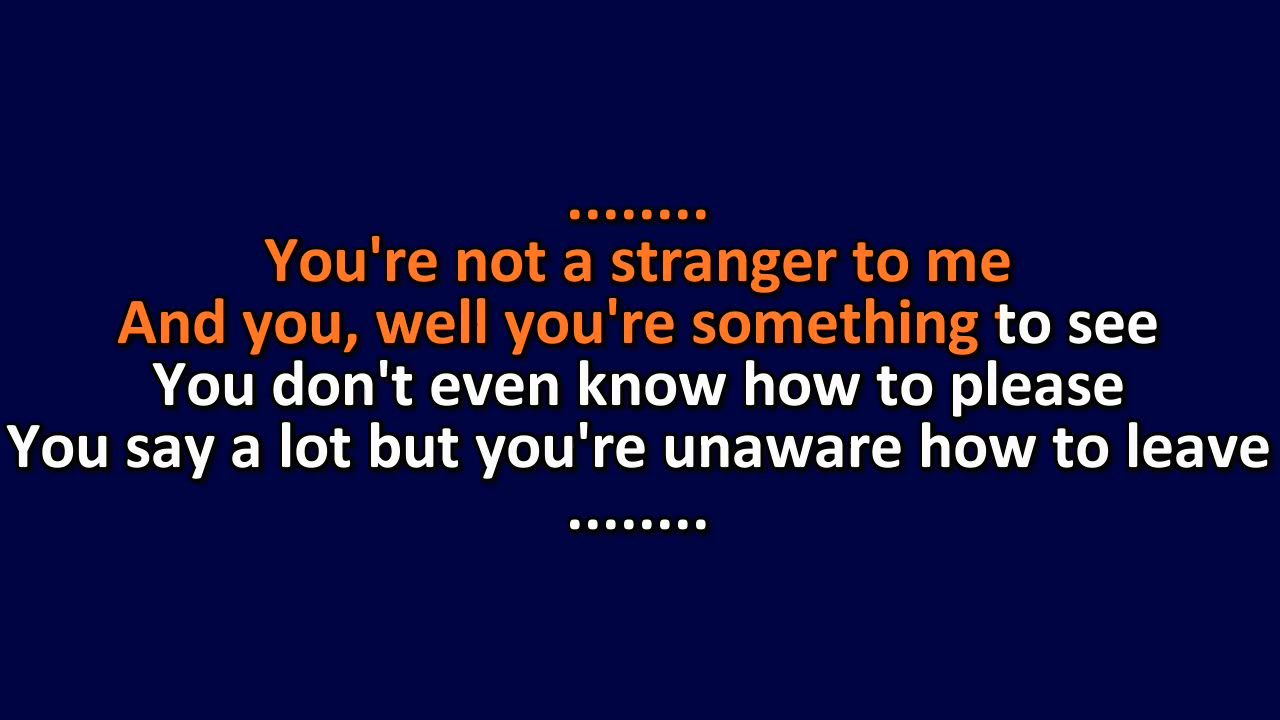 ........
You're not a stranger to me
And you, well you're something to see
You don't even know how to please
You say a lot but you're unaware how to leave
........